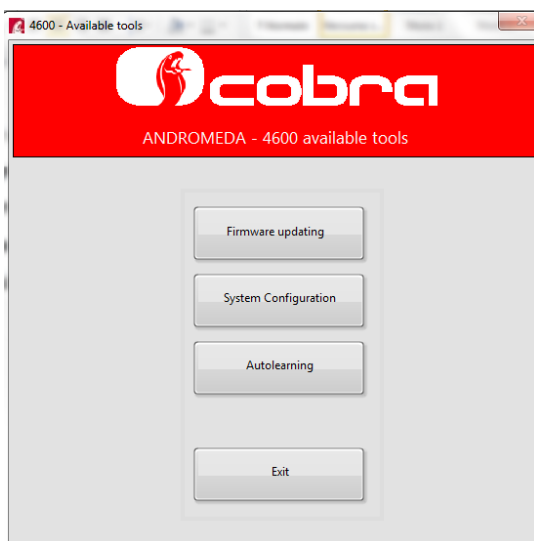 4600 - Available tools
cobra
ANDROMEDA - 4600 available tools
Firmware updating
System Configuration
Autolearning
Exit